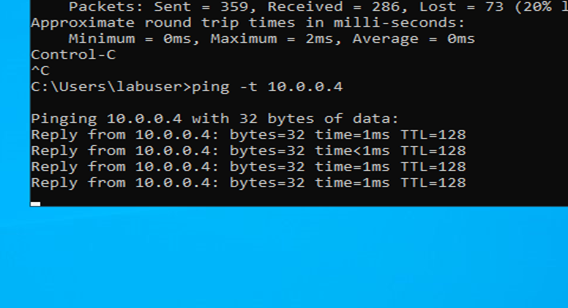 Packets: Sent = 359, Received = 286, Lost = 73 (20%
Approximate round trip times in milli-seconds:
Minimum = 0ms, Maximum = 2ms, Average = 0ms
Control-C
^C
C:\Users\labuser>ping -t 10.0.0.4
Pinging 10.0.0.4 with 32 bytes of data:
Reply from 10.0.0.4: bytes=32 time=1ms TTL=128
Reply from 10.0.0.4: bytes=32 time<1ms TTL=128
Reply from 10.0.0.4: bytes=32 time=1ms TTL=128
Reply from 10.0.0.4: bytes=32 time=1ms TTL=128